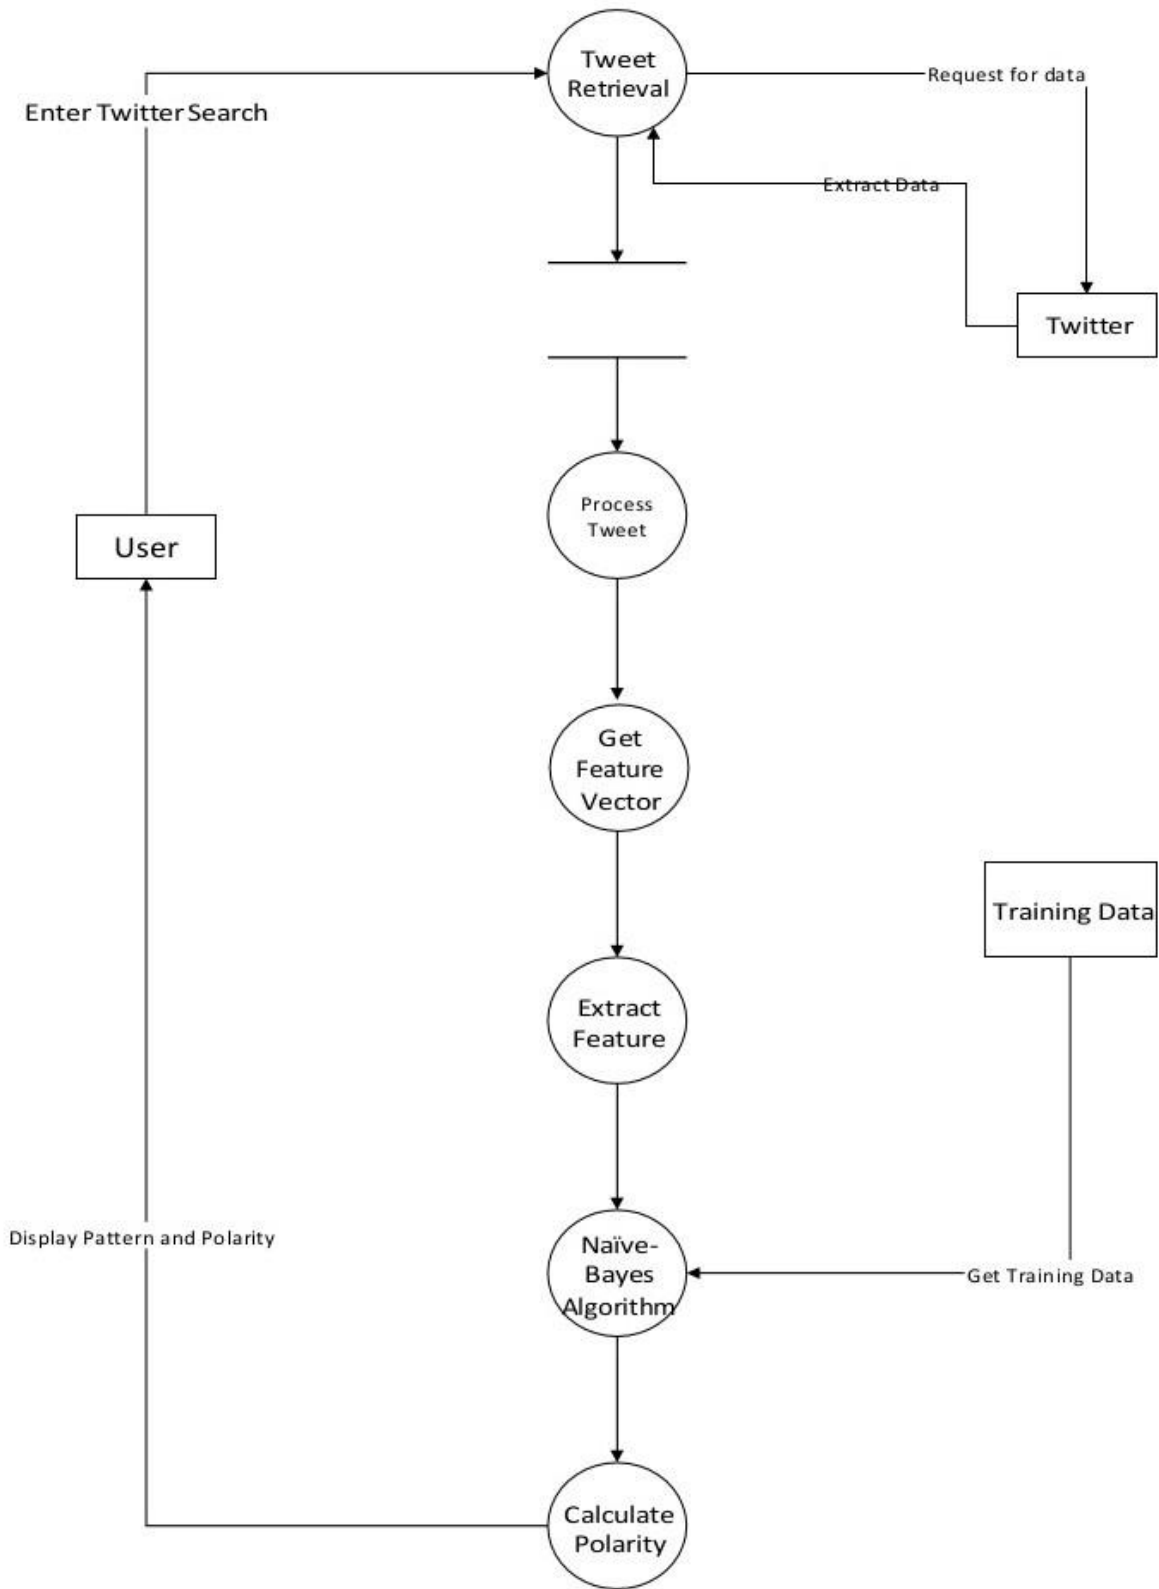 Tweet
Retrieval
Request for data
Enter Twitter Search
Extract Data
Twitter
Process
Tweet
User
Get
Feature
Vector
Training Data
Extract
Feature
Display Pattern and Polarity
Naïve-
Bayes
Algorithm
Get Training Data
Calculate
Polarity